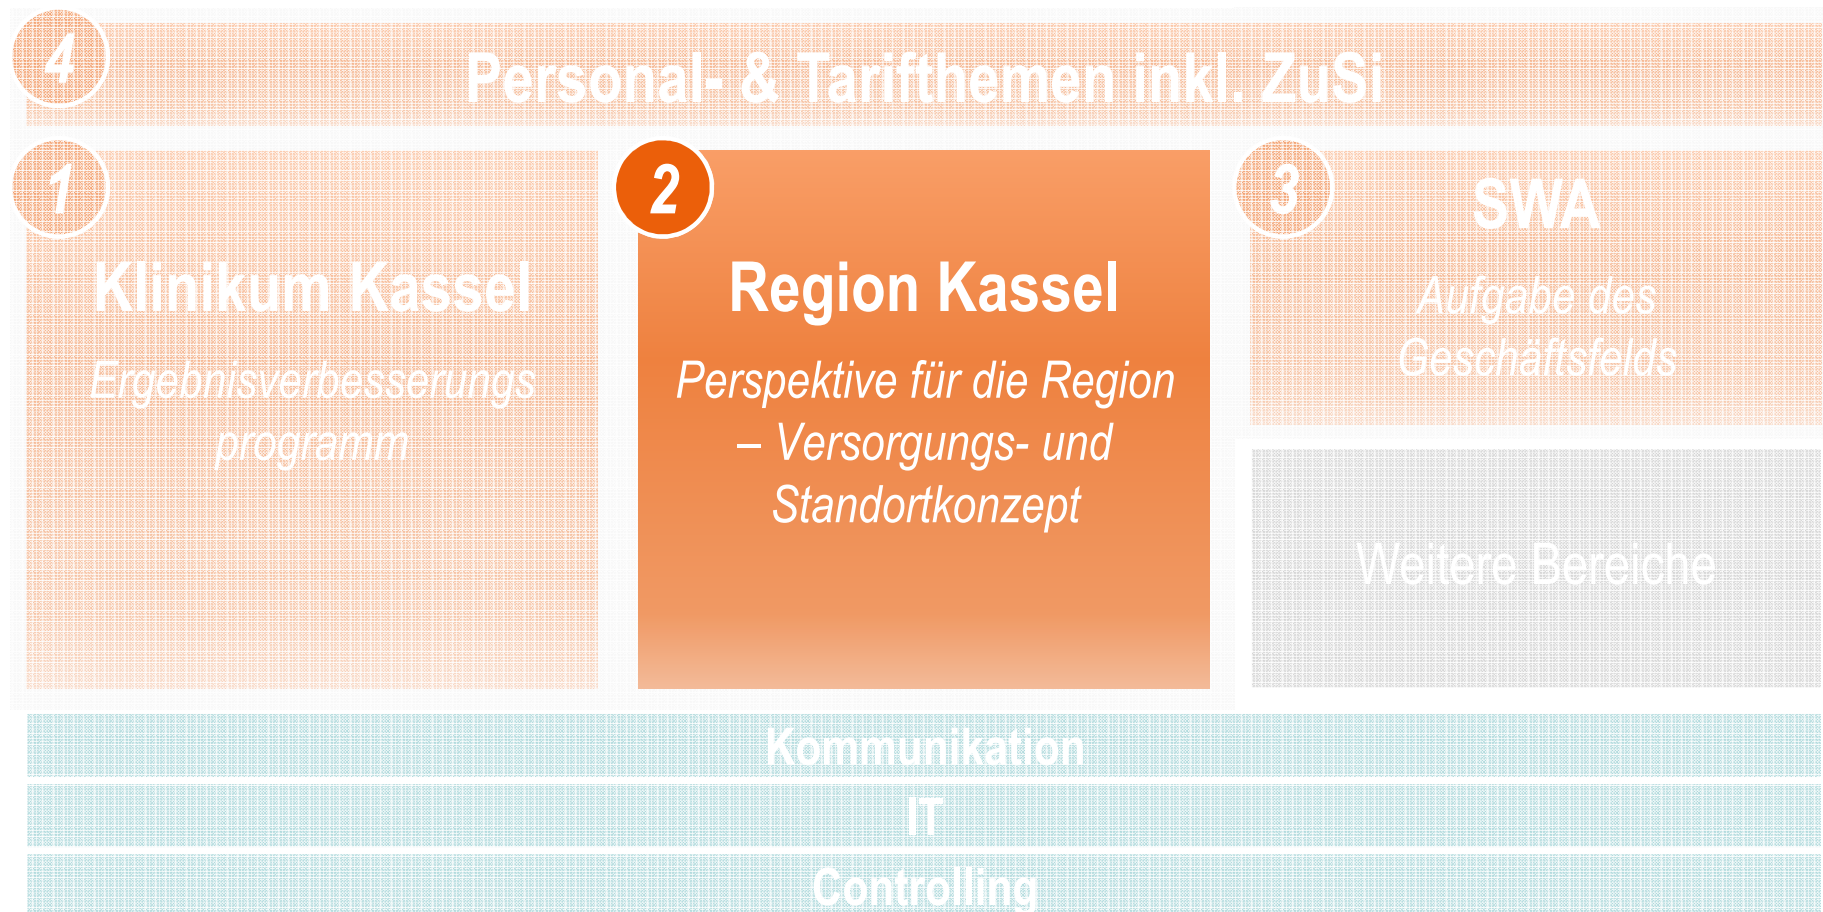 4
Personal- & Tarifthemen inkl. ZuSi
1
Klinikum Kassel
Ergebnisverbesserungs
programm
2
Region Kassel
Perspektive für die Region
– Versorgungs- und
Standortkonzept
3
SWA
Aufgabe des
Geschäftsfelds
Weitere Bereiche
Kommunikation
IT
Controlling